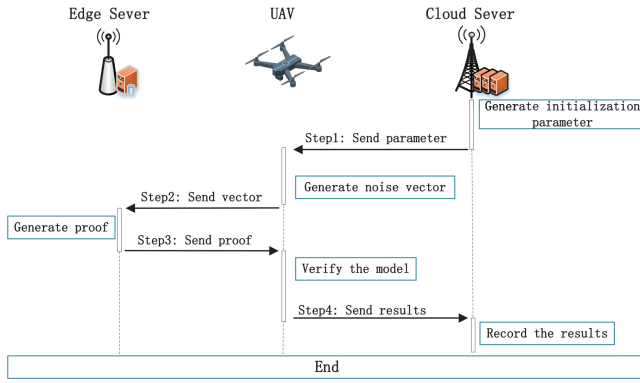 Edge Sever
UAV
Cloud Sever
Generate initialization
parameter
Step1: Send parameter
Generate noise vector
Step2: Send vector
Generate proof
Step3: Send proof
Verify the model
Step4: Send results
Record the results
End